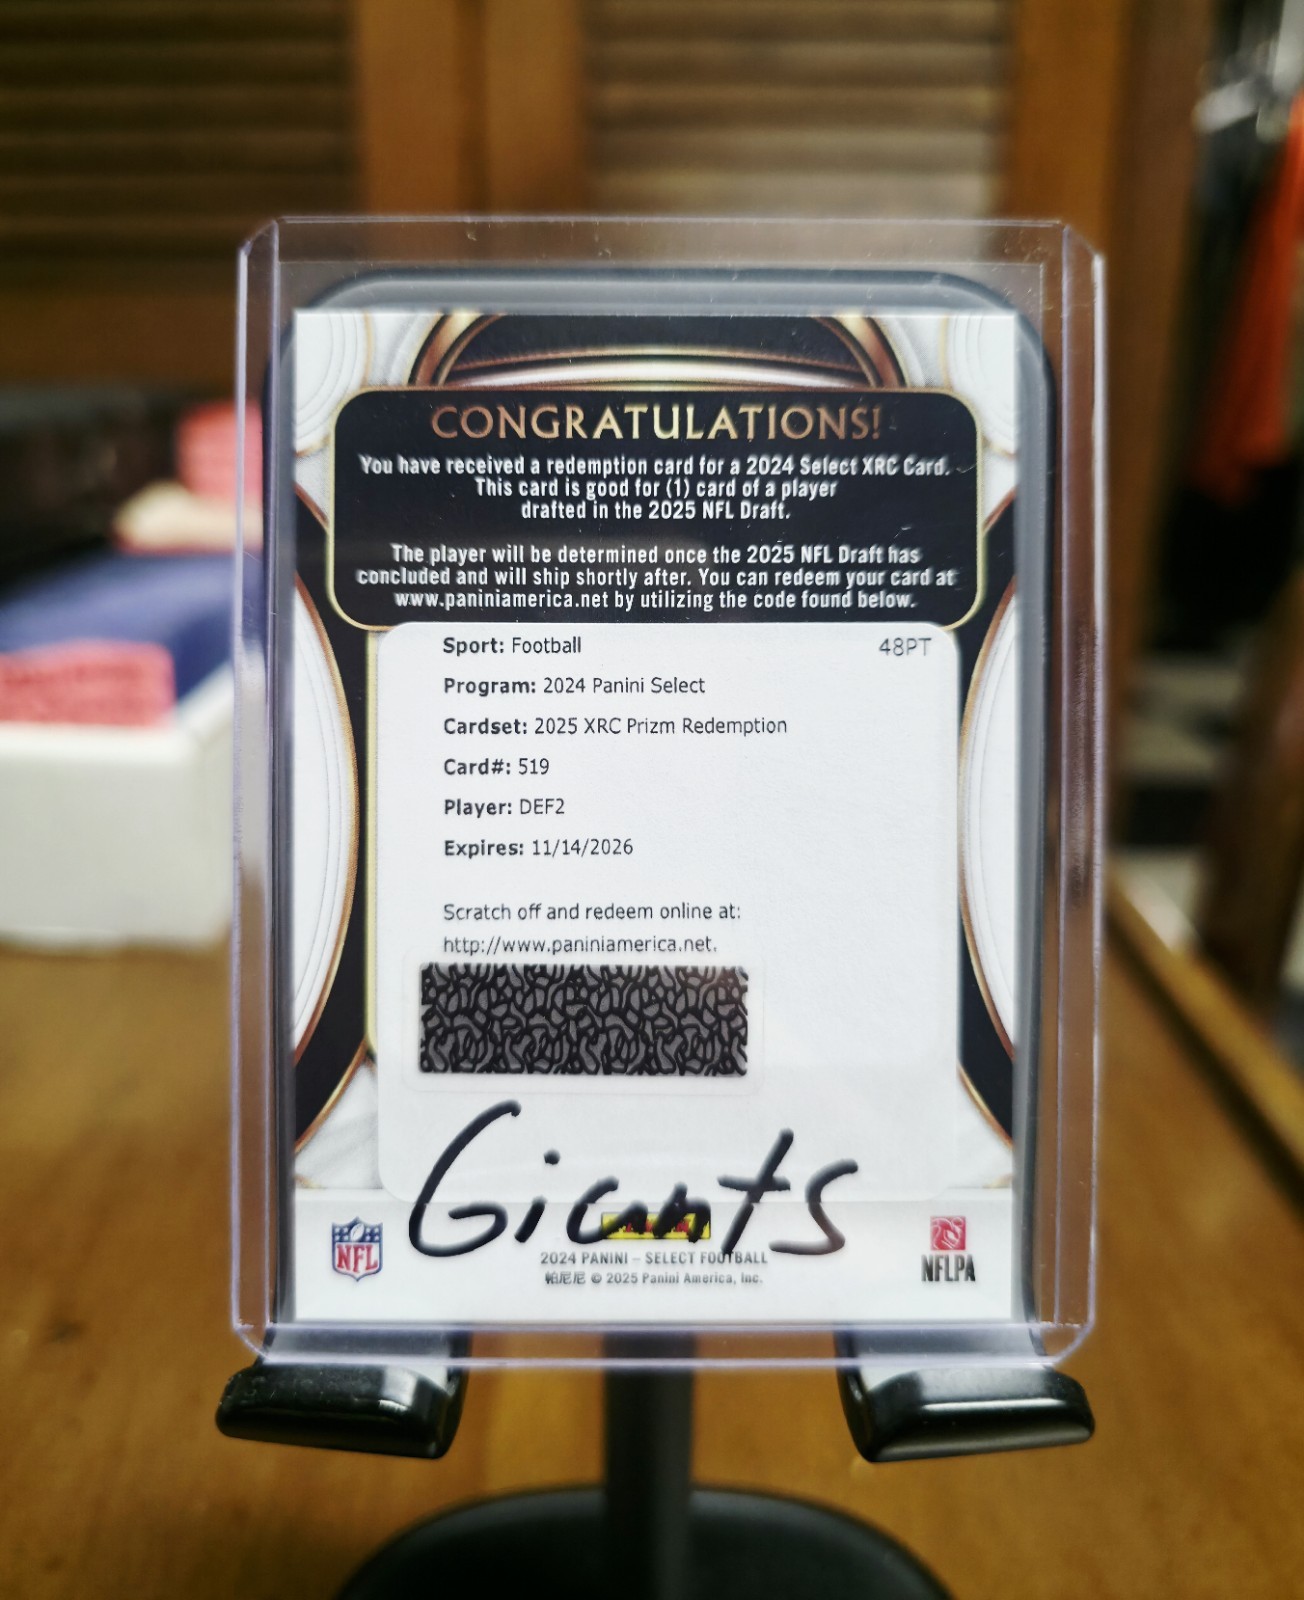 CONGRATULATIONS!
You have received a redemption card for a 2024 Select XRC Card.
This card is good for (1) card of a player
drafted in the 2025 NFL Draft.
The player will be determined once the 2025 NFL Draft has
concluded and will ship shortly after. You can redeem your card at
www.paniniamerica.net by utilizing the code found below.
Sport: Football 48PT
Program: 2024 Panini Select
Cardset: 2025 XRC Prizm Redemption
Card#: 519
Player: DEF2
Expires: 11/14/2026
Scratch off and redeem online at:
http://www.paniniamerica.net.
Giants
NFL
2024 PANINI – SELECT FOOTBALL
帕尼尼 © 2025 Panini America, Inc.
NFLPA